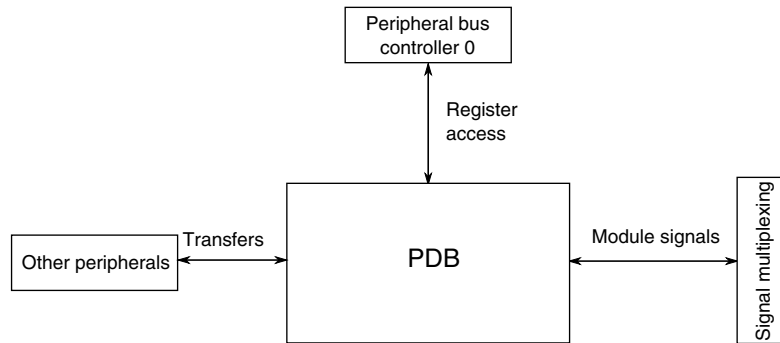 Peripheral bus
controller 0
Register
access
Transfers
Other peripherals
PDB
Module signals
Signal multiplexing